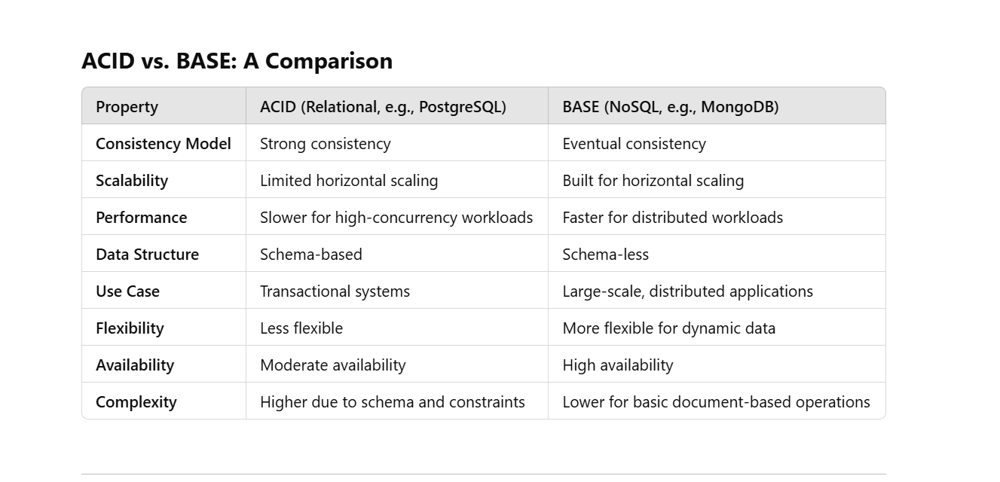 ACID vs. BASE: A Comparison
Property ACID (Relational, e.g., PostgreSQL) BASE (NoSQL, e.g., MongoDB)
Consistency Model Strong consistency Eventual consistency
Scalability Limited horizontal scaling Built for horizontal scaling
Performance Slower for high-concurrency workloads Faster for distributed workloads
Data Structure Schema-based Schema-less
Use Case Transactional systems Large-scale, distributed applications
Flexibility Less flexible More flexible for dynamic data
Availability Moderate availability High availability
Complexity Higher due to schema and constraints Lower for basic document-based operations